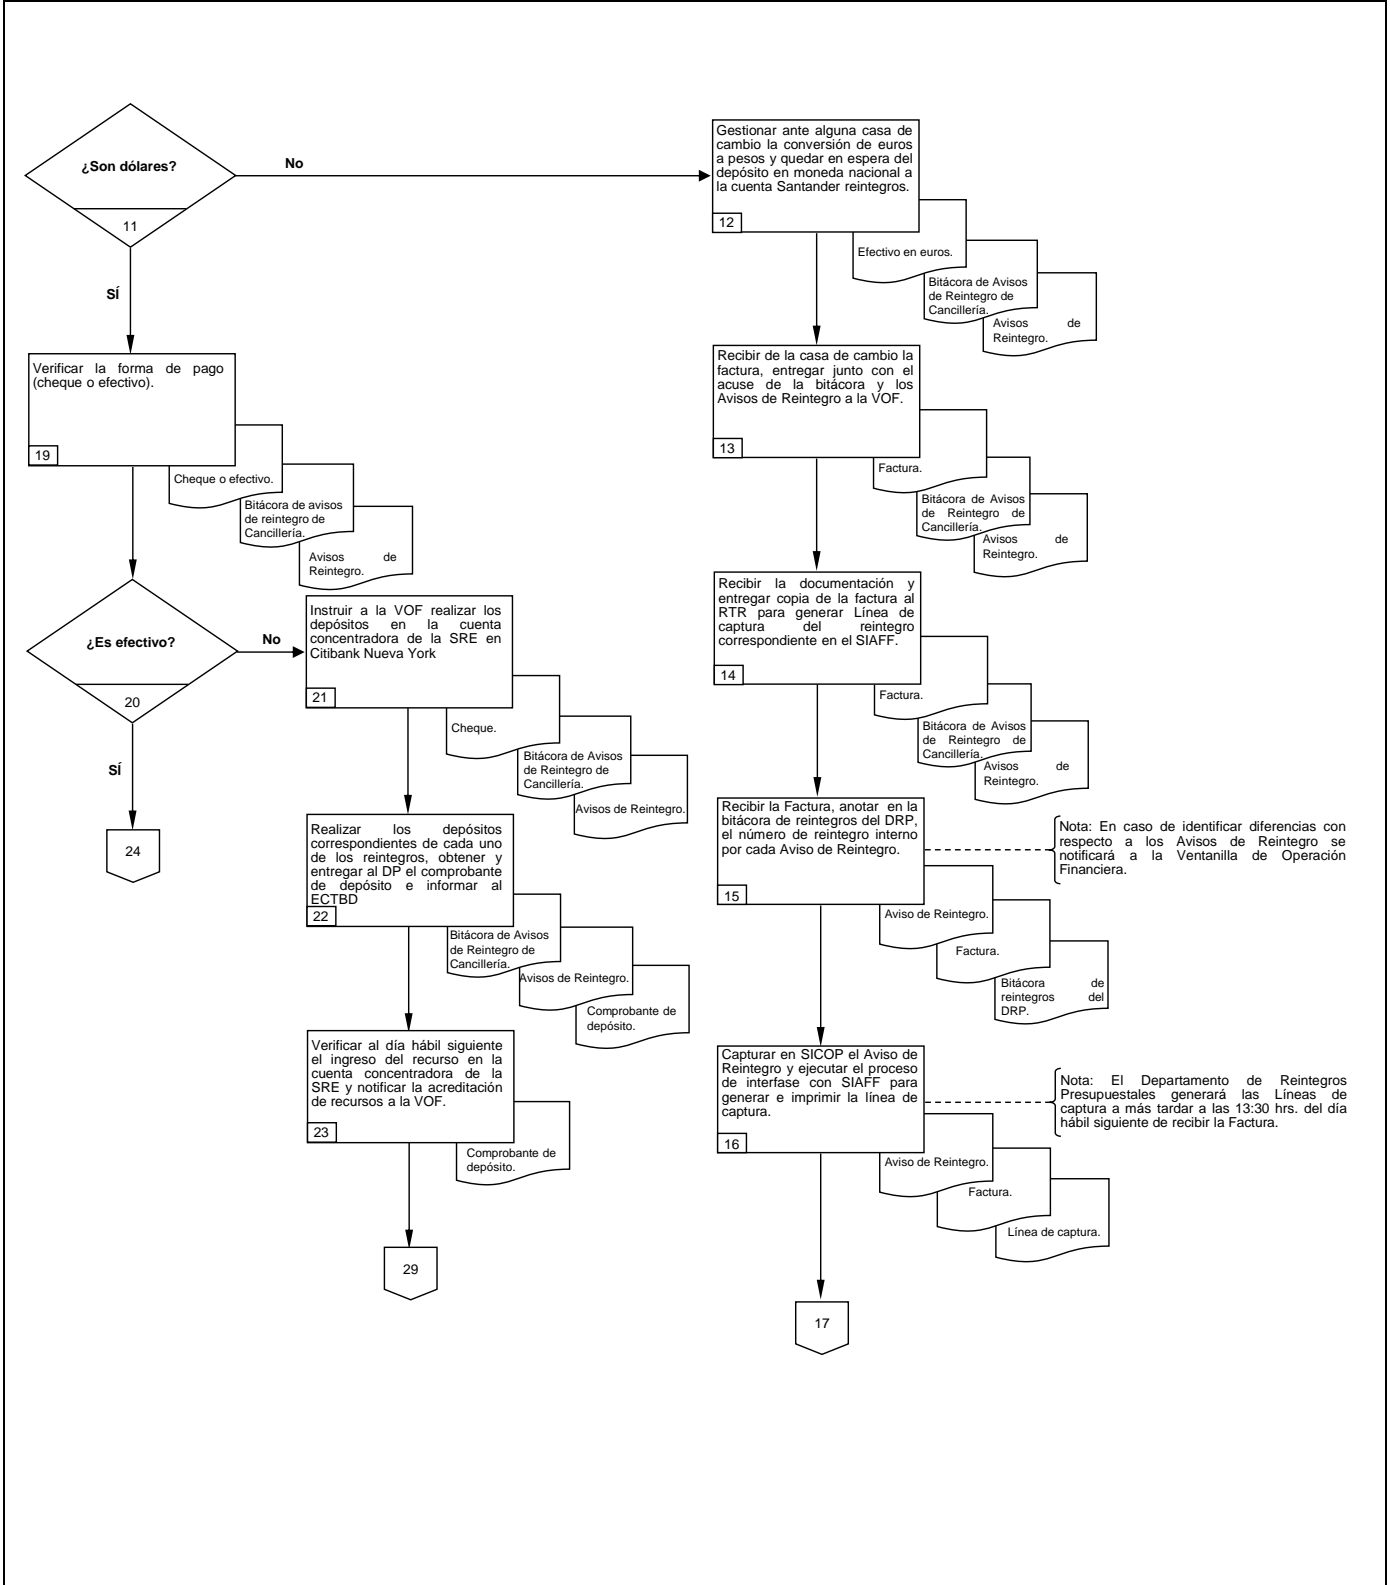 ¿Son dólares?
11
No
SÍ
Gestionar ante alguna casa de
cambio la conversión de euros
a pesos y quedar en espera del
depósito en moneda nacional a
la cuenta Santander reintegros.
12
Efectivo en euros.
Bitácora de Avisos
de Reintegro de
Cancillería.
Avisos de
Reintegro.
Verificar la forma de pago
(cheque o efectivo).
19
Cheque o efectivo.
Bitácora de avisos
de reintegro de
Cancillería.
Avisos de
Reintegro.
Recibir de la casa de cambio la
factura, entregar junto con el
acuse de la bitácora y los
Avisos de Reintegro a la VOF.
13
Factura.
Bitácora de Avisos
de Reintegro de
Cancillería.
Avisos de
Reintegro.
¿Es efectivo?
20
No
SÍ
24
Instruir a la VOF realizar los
depósitos en la cuenta
concentradora de la SRE en
Citibank Nueva York
21
Cheque.
Bitácora de Avisos
de Reintegro de
Cancillería.
Avisos de Reintegro.
Recibir la documentación y
entregar copia de la factura al
RTR para generar Línea de
captura del reintegro
correspondiente en el SIAFF.
14
Factura.
Bitácora de Avisos
de Reintegro de
Cancillería.
Avisos de
Reintegro.
Realizar los depósitos
correspondientes de cada uno
de los reintegros, obtener y
entregar al DP el comprobante
de depósito e informar al
ECTBD
22
Bitácora de Avisos
de Reintegro de
Cancillería.
Avisos de Reintegro.
Comprobante de
depósito.
Recibir la Factura, anotar en la
bitácora de reintegros del DRP,
el número de reintegro interno
por cada Aviso de Reintegro.
15
Aviso de Reintegro.
Factura.
Bitácora de
reintegros del
DRP.
Nota: En caso de identificar diferencias con
respecto a los Avisos de Reintegro se
notificará a la Ventanilla de Operación
Financiera.
Verificar al día hábil siguiente
el ingreso del recurso en la
cuenta concentradora de la
SRE y notificar la acreditación
de recursos a la VOF.
23
Comprobante de
depósito.
29
Capturar en SICOP el Aviso de
Reintegro y ejecutar el proceso
de interfase con SIAFF para
generar e imprimir la línea de
captura.
16
Aviso de Reintegro.
Factura.
Línea de captura.
Nota: El Departamento de Reintegros
Presupuestales generará las Líneas de
captura a más tardar a las 13:30 hrs. del día
hábil siguiente de recibir la Factura.
17